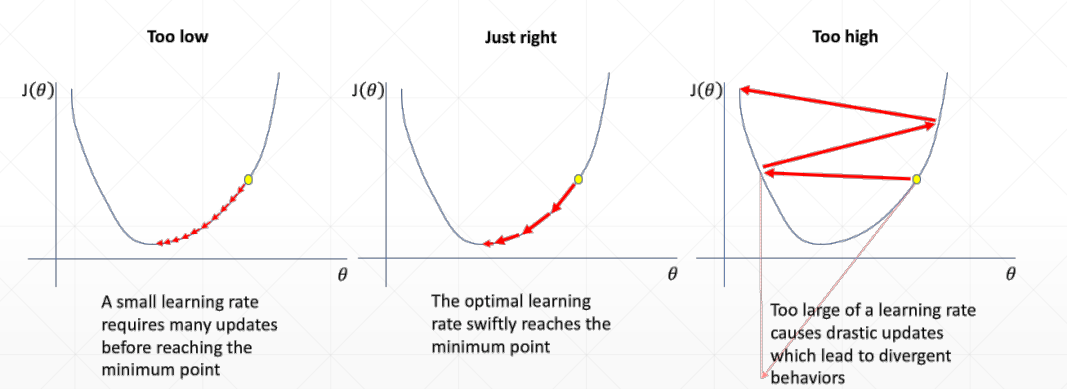 Too low
Just right
Too high
J(θ)
J(θ)
J(θ)
θ
θ
θ
A small learning rate
requires many updates
before reaching the
minimum point
The optimal learning
rate swiftly reaches the
minimum point
Too large of a learning rate
causes drastic updates
which lead to divergent
behaviors